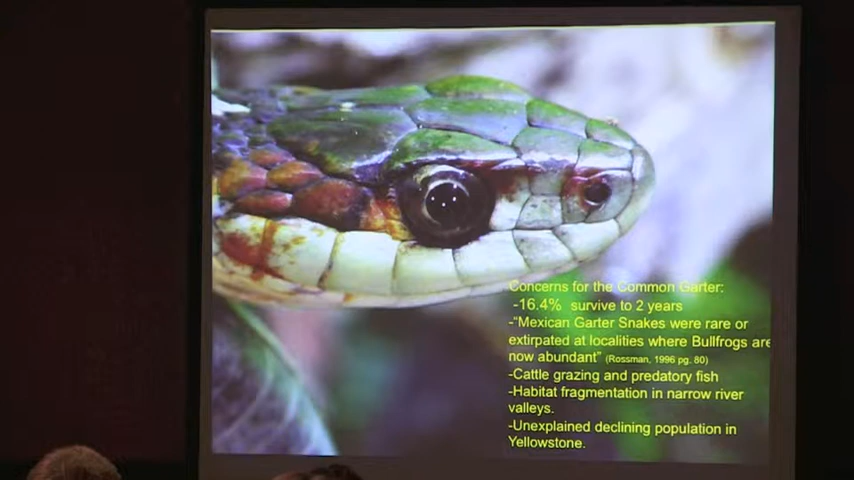 Concerns for the Common Garter:
-16.4% survive to 2 years
-"Mexican Garter Snakes were rare or
extirpated at localities where Bullfrogs are
now abundant" (Rossman, 1996 pg. 80)
-Cattle grazing and predatory fish
-Habitat fragmentation in narrow river
valleys.
-Unexplained declining population in
Yellowstone.